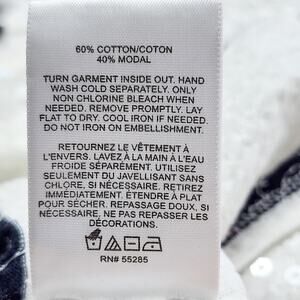 60% COTTON/COTON
40% MODAL
TURN GARMENT INSIDE OUT. HAND
WASH COLD SEPARATELY. ONLY
NON CHLORINE BLEACH WHEN
NEEDED. REMOVE PROMPTLY. LAY
FLAT TO DRY. COOL IRON IF NEEDED.
DO NOT IRON ON EMBELLISHMENT.
RETOURNEZ LE VÊTEMENT À
L'ENVERS. LAVEZ À LA MAIN À L'EAU
FROIDE SÉPARÉMENT. UTILISEZ
SEULEMENT DU JAVELLISANT SANS
CHLORE, SI NÉCESSAIRE. RETIREZ
IMMÉDIATEMENT. ÉTENDRE À PLAT
POUR SÉCHER. REPASSAGE DOUX, SI
NÉCESSAIRE, NE PAS REPASSER LES
DÉCORATIONS.
RN# 55285